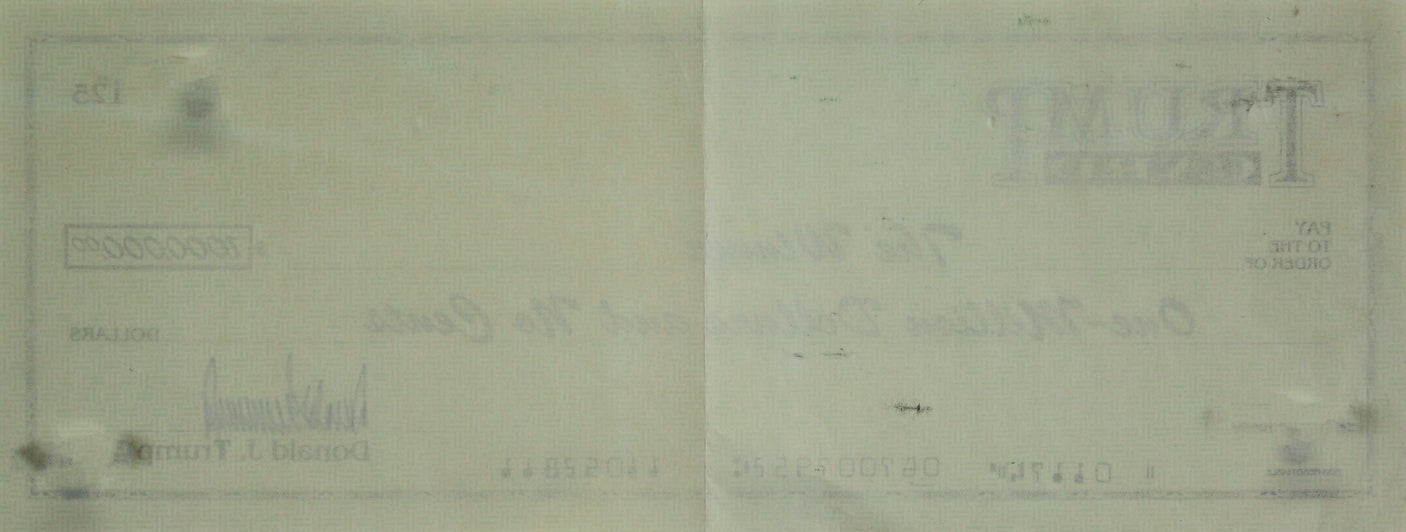 TRUMP
125
PAY
TO THE
ORDER OF
The Winner
$ 1000000.00
One-Million Dollars and No Cents
DOLLARS
Donald J. Trump